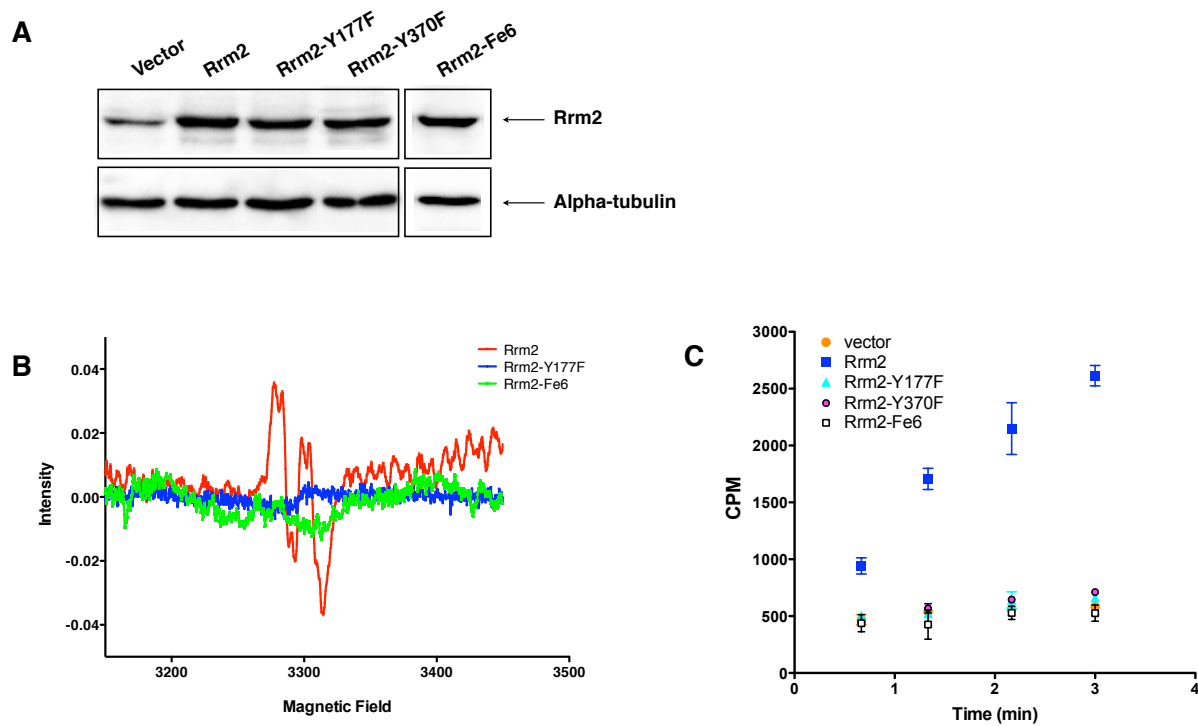 A
Vector
Rrm2
Rrm2-Y177F
Rrm2-Y370F
Rrm2-Fe6
Rrm2
Alpha-tubulin
B
Rrm2
Rrm2-Y177F
Rrm2-Fe6
0.04
0.02
0.00
-0.02
-0.04
Intensity
3200
3300
3400
3500
Magnetic Field
C
vector
Rrm2
Rrm2-Y177F
Rrm2-Y370F
Rrm2-Fe6
3000
2500
2000
1500
1000
500
0
CPM
0
1
2
3
4
Time (min)